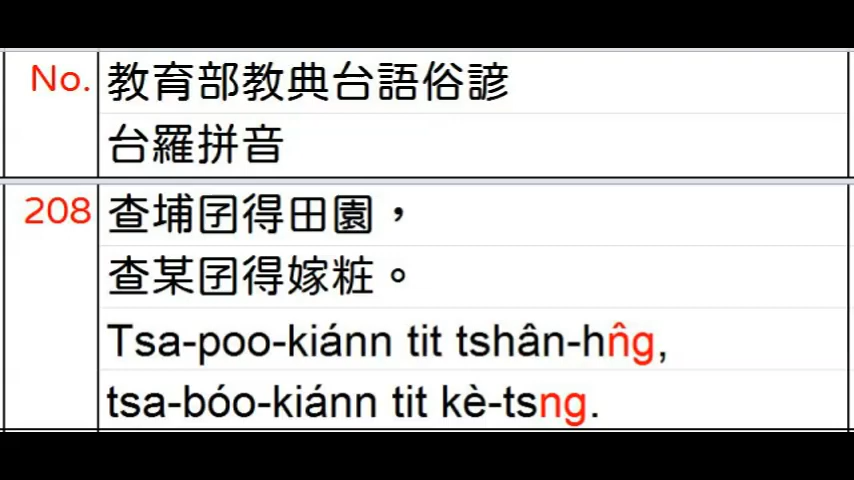 No. 教育部教典台語俗諺
台羅拼音
208 查埔囝得田園，
查某囝得嫁粧。
Tsa-poo-kiánn tit tshân-hn̂g,
tsa-bóo-kiánn tit kè-tsng.